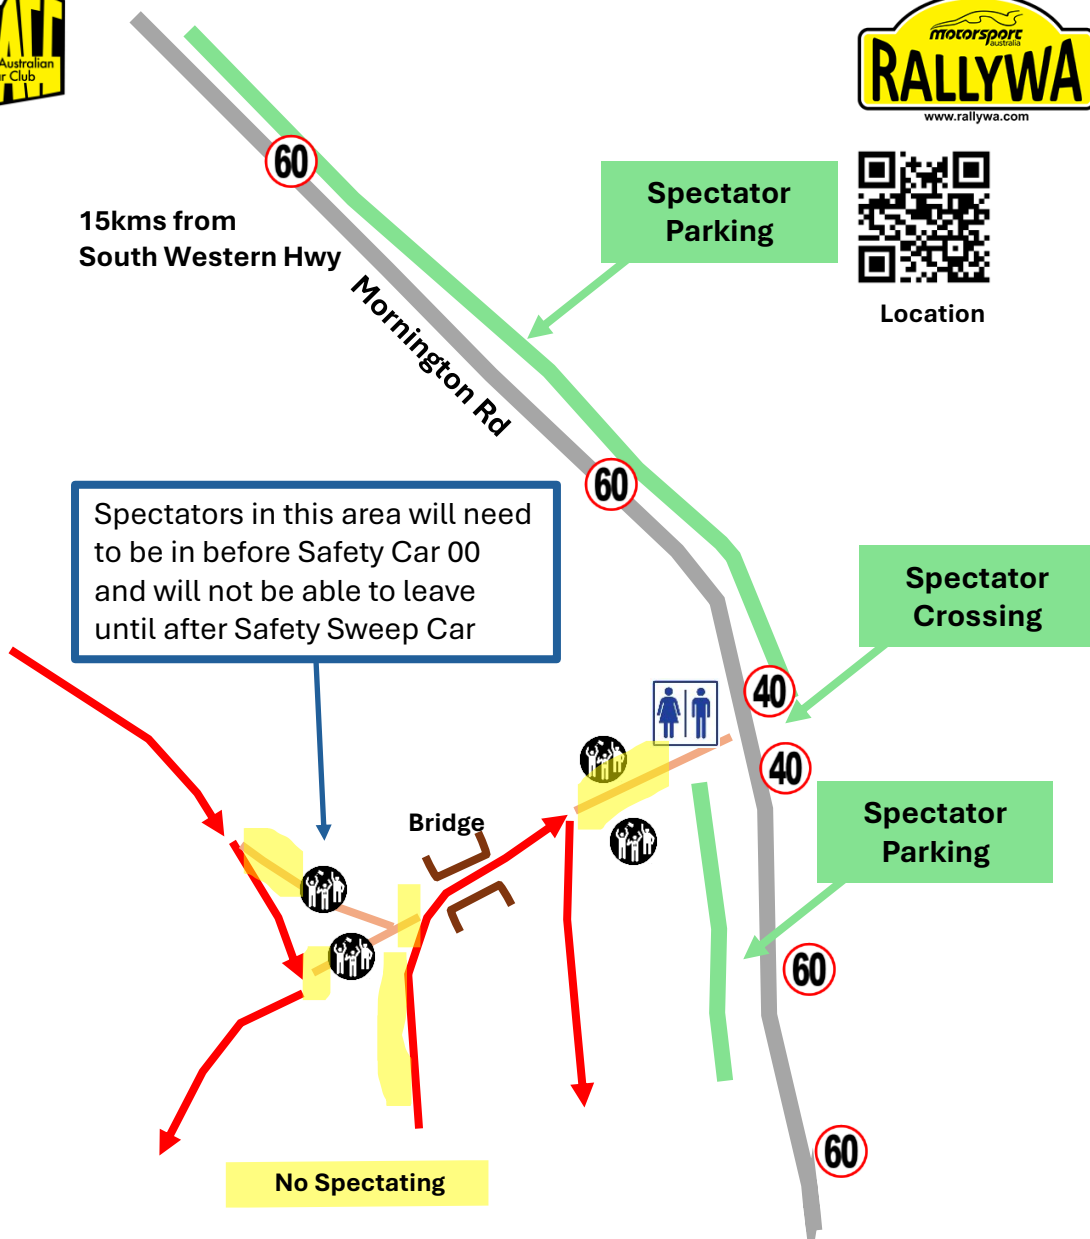 Australian
r Club
motorsport
australia
RALLYWA
www.rallywa.com
60
Spectator
Parking
15kms from
South Western Hwy
Location
Mornington Rd
60
Spectators in this area will need
to be in before Safety Car 00
and will not be able to leave
until after Safety Sweep Car
Spectator
Crossing
40
40
Bridge
Spectator
Parking
60
60
No Spectating